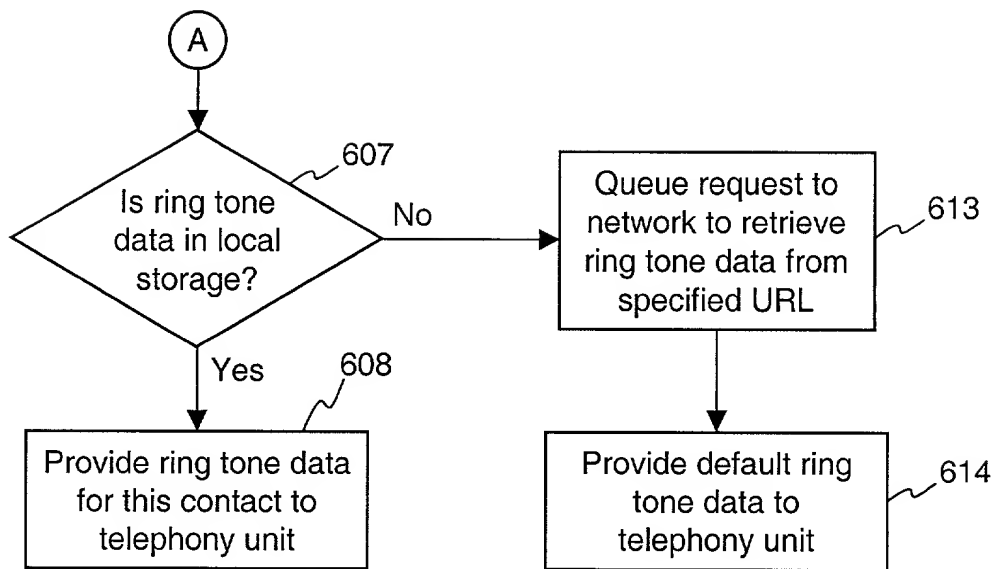 A
607
Is ring tone
data in local
storage?
No
Queue request to
network to retrieve
ring tone data from
specified URL
613
Yes
608
Provide ring tone data
for this contact to
telephony unit
Provide default ring
tone data to
telephony unit
614